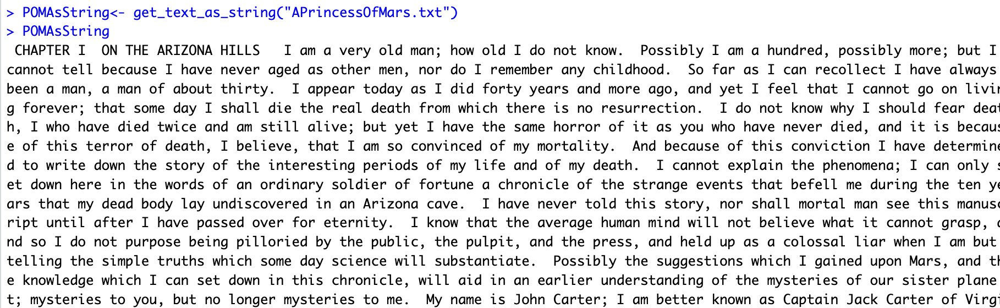 > POMAsString<- get_text_as_string("APrincessOfMars.txt")
> POMAsString
 CHAPTER I  ON THE ARIZONA HILLS   I am a very old man; how old I do not know.  Possibly I am a hundred, possibly more; but I
cannot tell because I have never aged as other men, nor do I remember any childhood.  So far as I can recollect I have always
been a man, a man of about thirty.  I appear today as I did forty years and more ago, and yet I feel that I cannot go on livin
g forever; that some day I shall die the real death from which there is no resurrection.  I do not know why I should fear deat
h, I who have died twice and am still alive; but yet I have the same horror of it as you who have never died, and it is becaus
e of this terror of death, I believe, that I am so convinced of my mortality.  And because of this conviction I have determine
d to write down the story of the interesting periods of my life and of my death.  I cannot explain the phenomena; I can only s
et down here in the words of an ordinary soldier of fortune a chronicle of the strange events that befell me during the ten ye
ars that my dead body lay undiscovered in an Arizona cave.  I have never told this story, nor shall mortal man see this manusc
ript until after I have passed over for eternity.  I know that the average human mind will not believe what it cannot grasp, a
nd so I do not purpose being pilloried by the public, the pulpit, and the press, and held up as a colossal liar when I am but
telling the simple truths which some day science will substantiate.  Possibly the suggestions which I gained upon Mars, and th
e knowledge which I can set down in this chronicle, will aid in an earlier understanding of the mysteries of our sister plane
t; mysteries to you, but no longer mysteries to me.  My name is John Carter; I am better known as Captain Jack Carter of Virgi